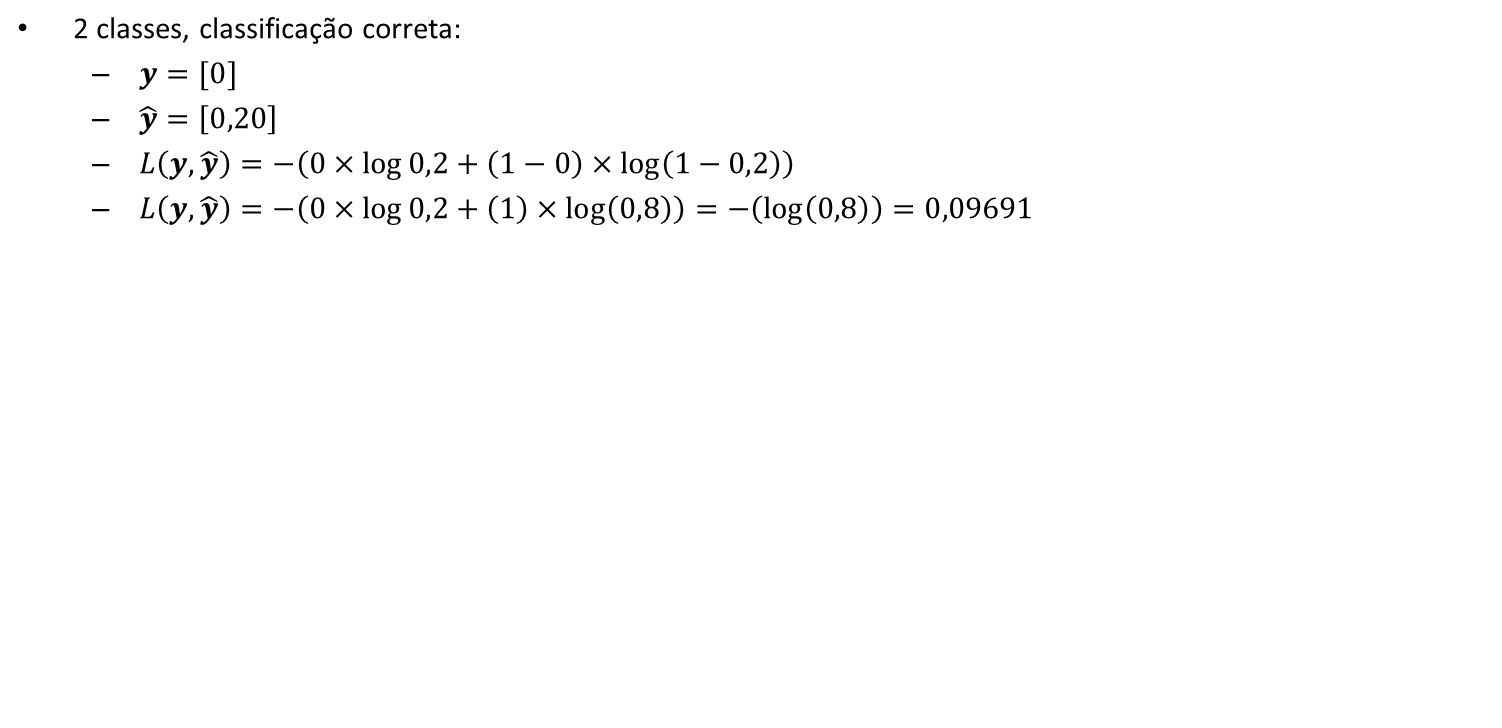 • 2 classes, classificação correta:
– y = [0]
– ŷ = [0,20]
– L(y, ŷ) = −(0 × log 0,2 + (1 − 0) × log(1 − 0,2))
– L(y, ŷ) = −(0 × log 0,2 + (1) × log(0,8)) = −(log(0,8)) = 0,09691